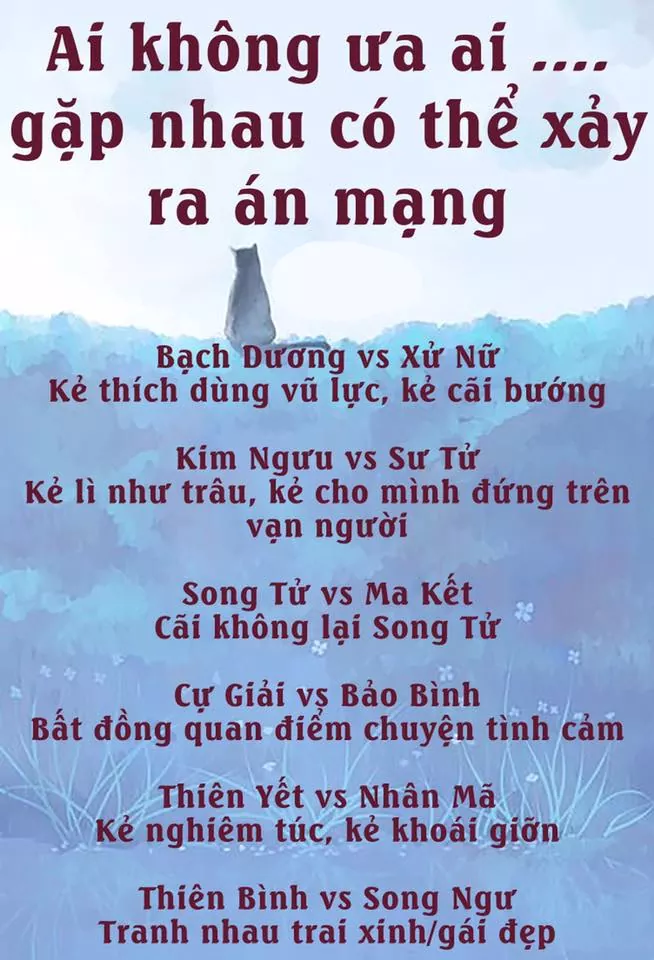 Ai không ưa ai ....
gặp nhau có thể xảy
ra án mạng
Bạch Dương vs Xử Nữ
Kẻ thích dùng vũ lực, kẻ cãi bướng
Kim Ngưu vs Sư Tử
Kẻ lì như trâu, kẻ cho mình đứng trên
vạn người
Song Tử vs Ma Kết
Cãi không lại Song Tử
Cự Giải vs Bảo Bình
Bất đồng quan điểm chuyện tình cảm
Thiên Yết vs Nhân Mã
Kẻ nghiêm túc, kẻ khoái giỡn
Thiên Bình vs Song Ngư
Tranh nhau trai xinh/gái đẹp